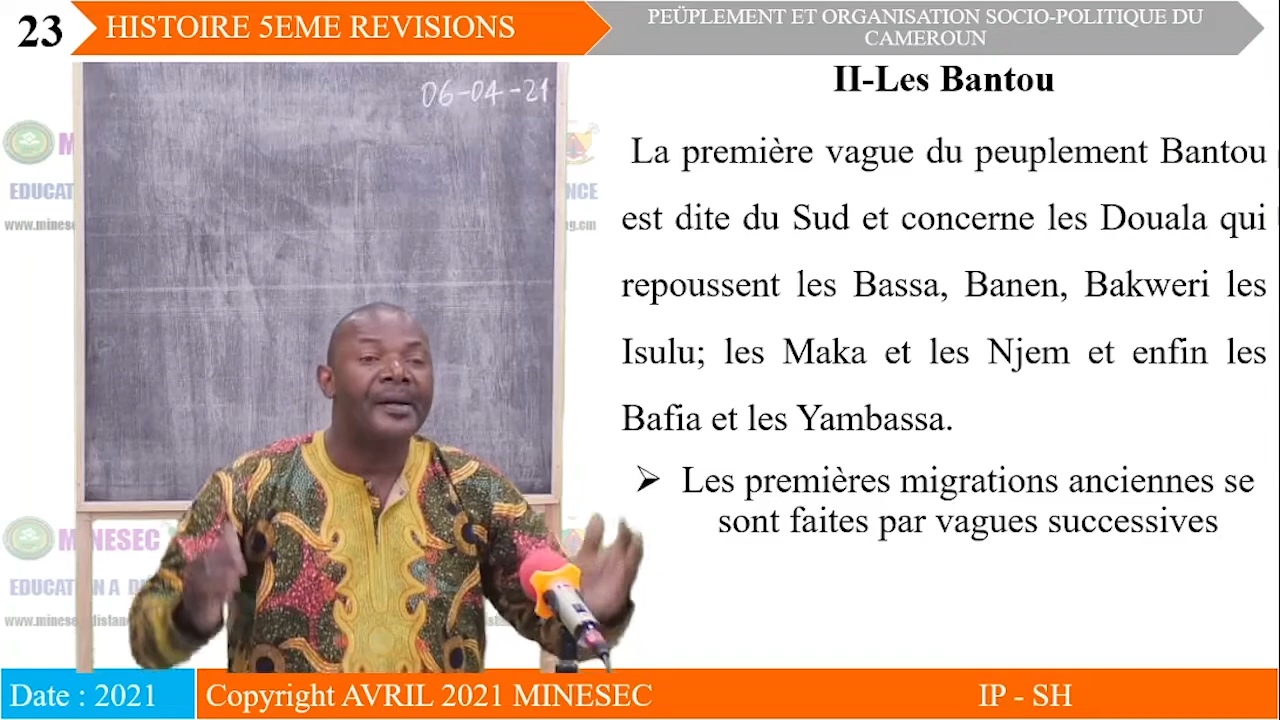 23
HISTOIRE 5EME REVISIONS
PEÜPLEMENT ET ORGANISATION SOCIO-POLITIQUE DU
CAMEROUN
06-04-21
II-Les Bantou
La première vague du peuplement Bantou
est dite du Sud et concerne les Douala qui
repoussent les Bassa, Banen, Bakweri les
Isulu; les Maka et les Njem et enfin les
Bafia et les Yambassa.
➢ Les premières migrations anciennes se
sont faites par vagues successives
MINESEC
Date : 2021
Copyright AVRIL 2021 MINESEC
IP - SH